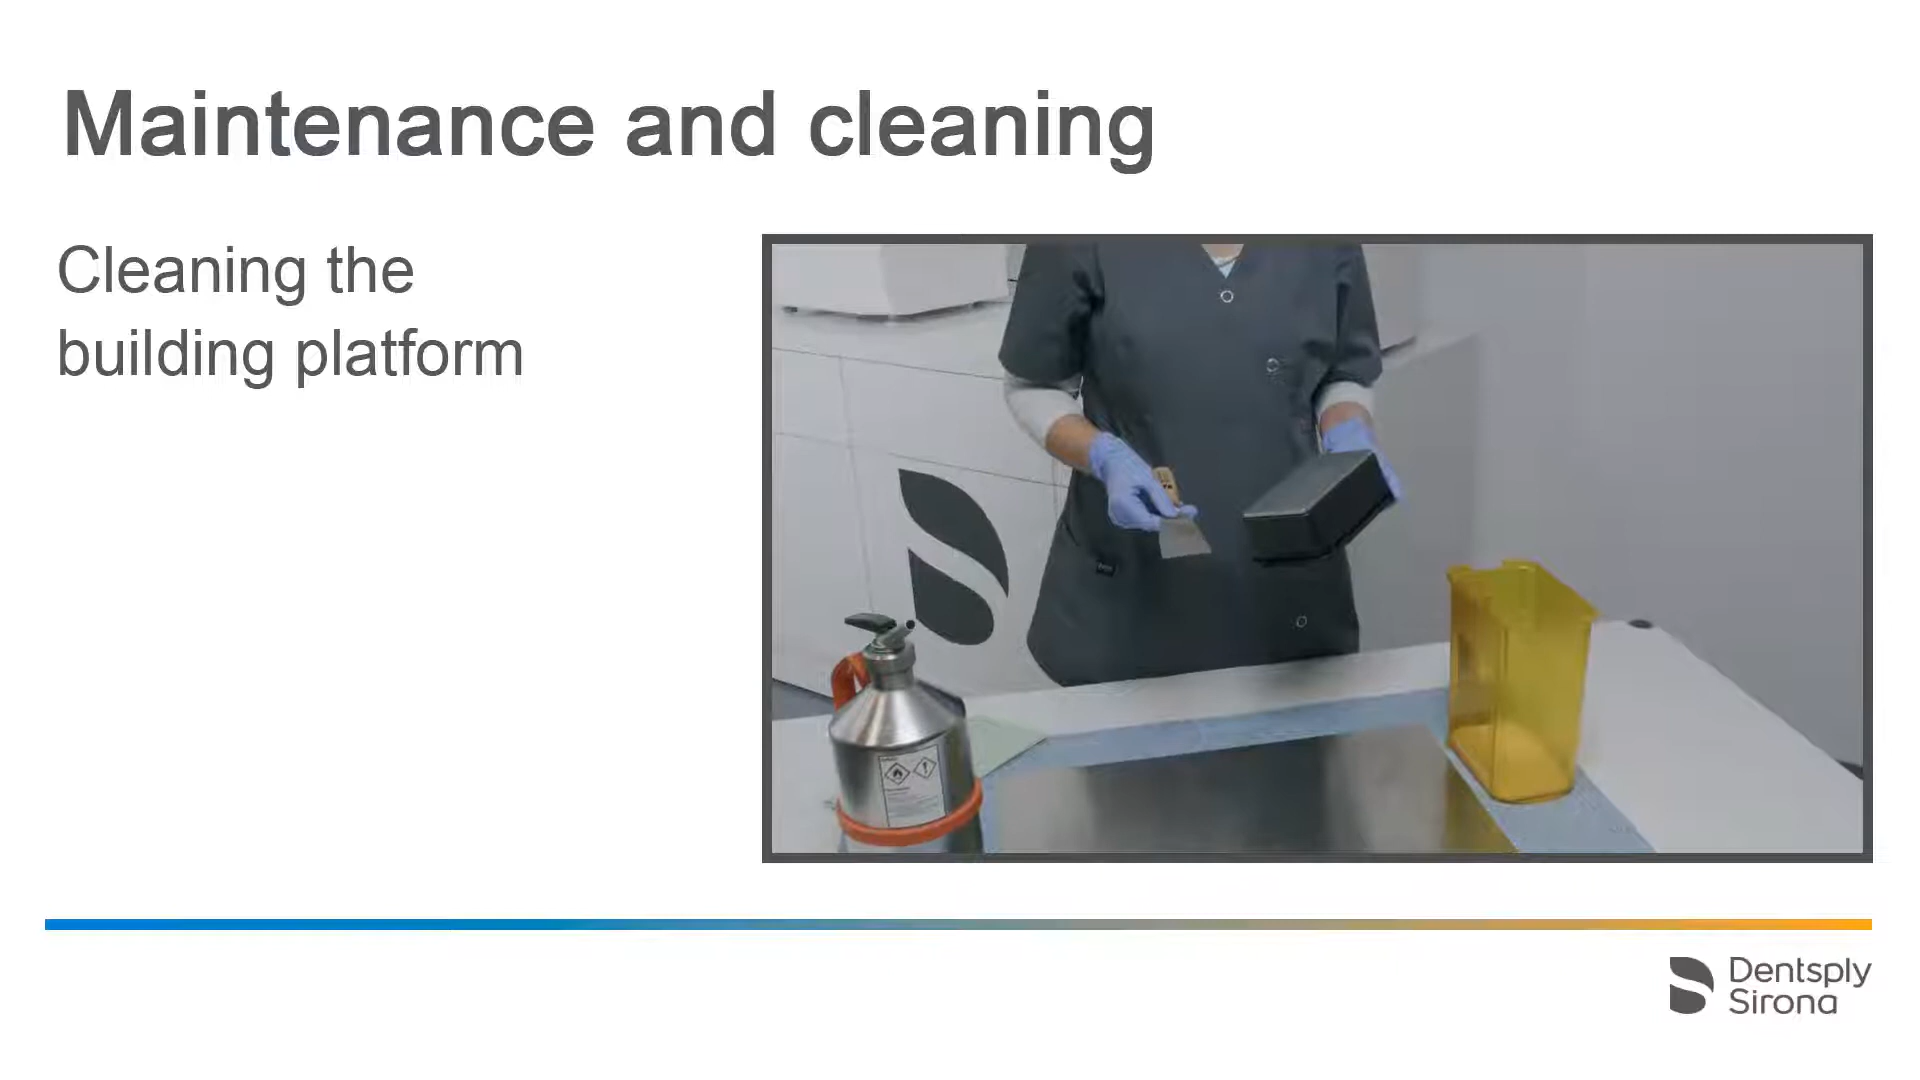 Maintenance and cleaning
Cleaning the
building platform
Dentsply
Sirona